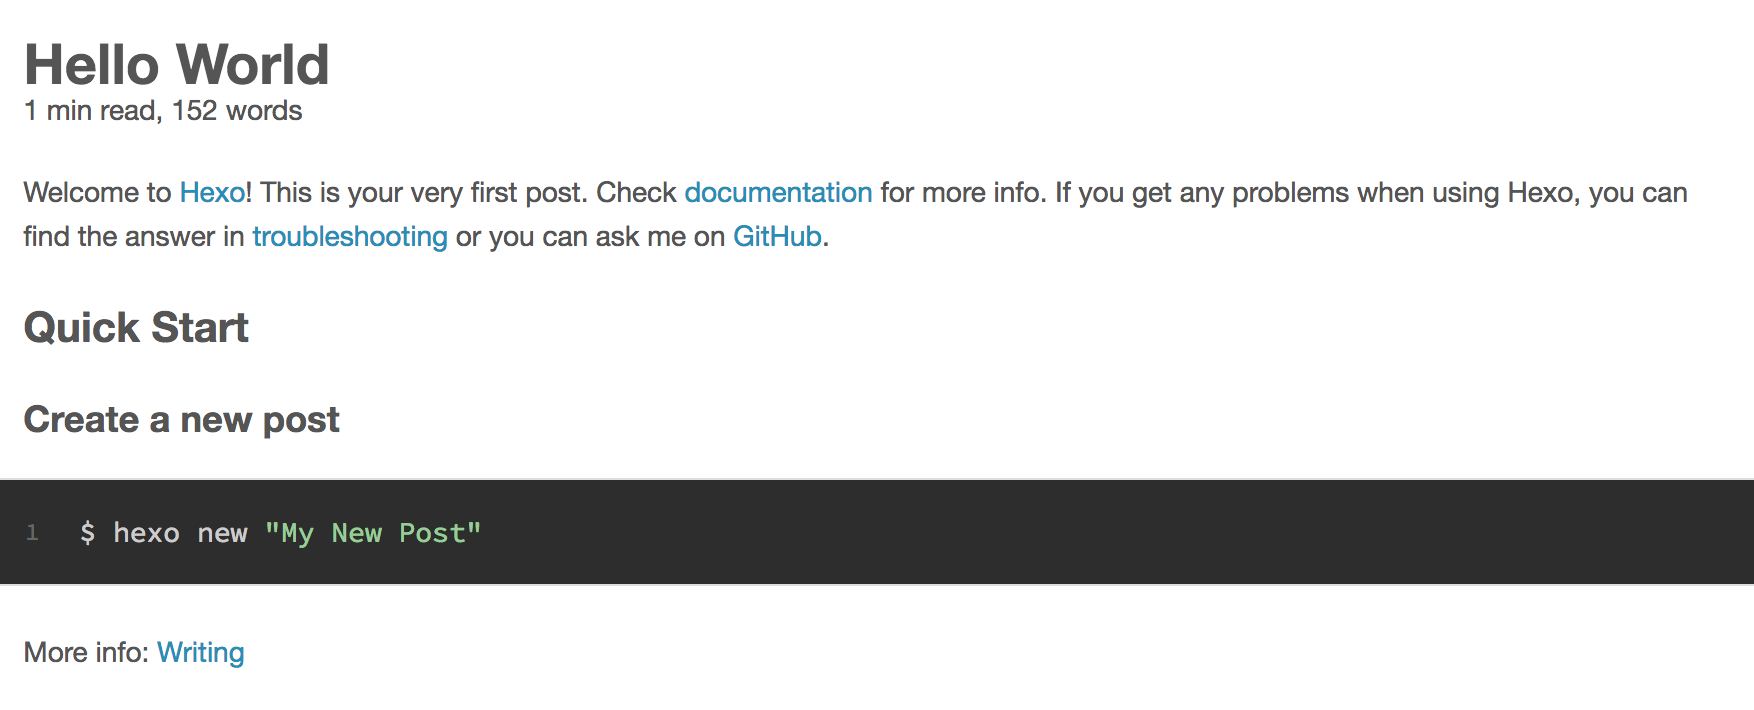 Hello World
1 min read, 152 words
Welcome to Hexo! This is your very first post. Check documentation for more info. If you get any problems when using Hexo, you can
find the answer in troubleshooting or you can ask me on GitHub.
Quick Start
Create a new post
1 $ hexo new "My New Post"
More info: Writing